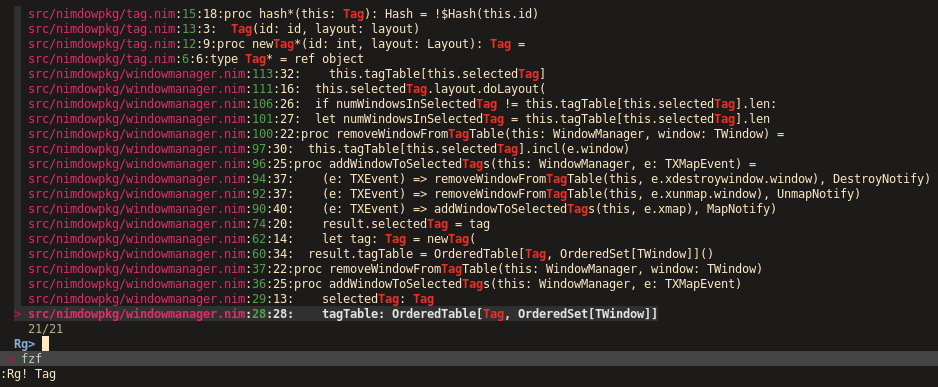 src/nimdowpkg/tag.nim:15:18:proc hash*(this: Tag): Hash = !$Hash(this.id)
src/nimdowpkg/tag.nim:13:3:  Tag(id: id, layout: layout)
src/nimdowpkg/tag.nim:12:9:proc newTag*(id: int, layout: Layout): Tag =
src/nimdowpkg/tag.nim:6:6:type Tag* = ref object
src/nimdowpkg/windowmanager.nim:113:32:    this.tagTable[this.selectedTag]
src/nimdowpkg/windowmanager.nim:111:16:  this.selectedTag.layout.doLayout(
src/nimdowpkg/windowmanager.nim:106:26:  if numWindowsInSelectedTag != this.tagTable[this.selectedTag].len:
src/nimdowpkg/windowmanager.nim:101:27:  let numWindowsInSelectedTag = this.tagTable[this.selectedTag].len
src/nimdowpkg/windowmanager.nim:100:22:proc removeWindowFromTagTable(this: WindowManager, window: TWindow) =
src/nimdowpkg/windowmanager.nim:97:30:  this.tagTable[this.selectedTag].incl(e.window)
src/nimdowpkg/windowmanager.nim:96:25:proc addWindowToSelectedTags(this: WindowManager, e: TXMapEvent) =
src/nimdowpkg/windowmanager.nim:94:37:    (e: TXEvent) => removeWindowFromTagTable(this, e.xdestroywindow.window), DestroyNotify)
src/nimdowpkg/windowmanager.nim:92:37:    (e: TXEvent) => removeWindowFromTagTable(this, e.xunmap.window), UnmapNotify)
src/nimdowpkg/windowmanager.nim:90:40:    (e: TXEvent) => addWindowToSelectedTags(this, e.xmap), MapNotify)
src/nimdowpkg/windowmanager.nim:74:20:    result.selectedTag = tag
src/nimdowpkg/windowmanager.nim:62:14:    let tag: Tag = newTag(
src/nimdowpkg/windowmanager.nim:60:34:  result.tagTable = OrderedTable[Tag, OrderedSet[TWindow]]()
src/nimdowpkg/windowmanager.nim:37:22:proc removeWindowFromTagTable(this: WindowManager, window: TWindow)
src/nimdowpkg/windowmanager.nim:36:25:proc addWindowToSelectedTags(this: WindowManager, e: TXMapEvent)
src/nimdowpkg/windowmanager.nim:29:13:    selectedTag: Tag
> src/nimdowpkg/windowmanager.nim:28:28:    tagTable: OrderedTable[Tag, OrderedSet[TWindow]]
21/21
Rg>
> fzf
:Rg! Tag